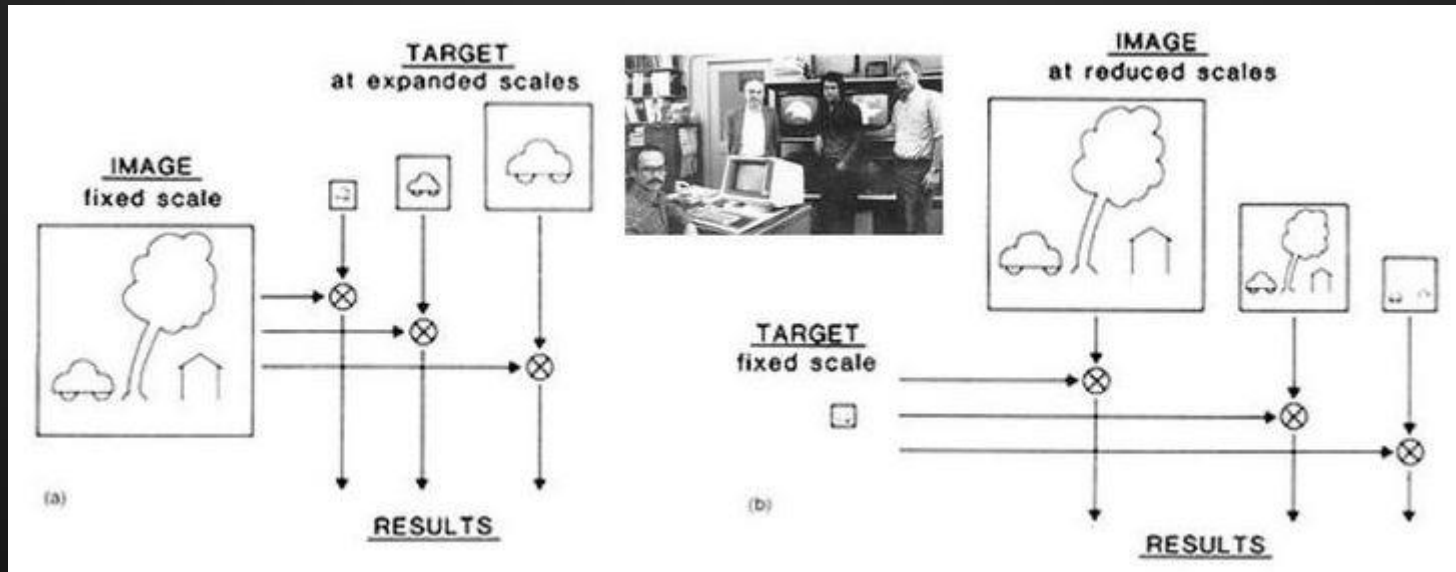 IMAGE
fixed scale
TARGET
at expanded scales
(a)
RESULTS
IMAGE
at reduced scales
TARGET
fixed scale
(b)
RESULTS